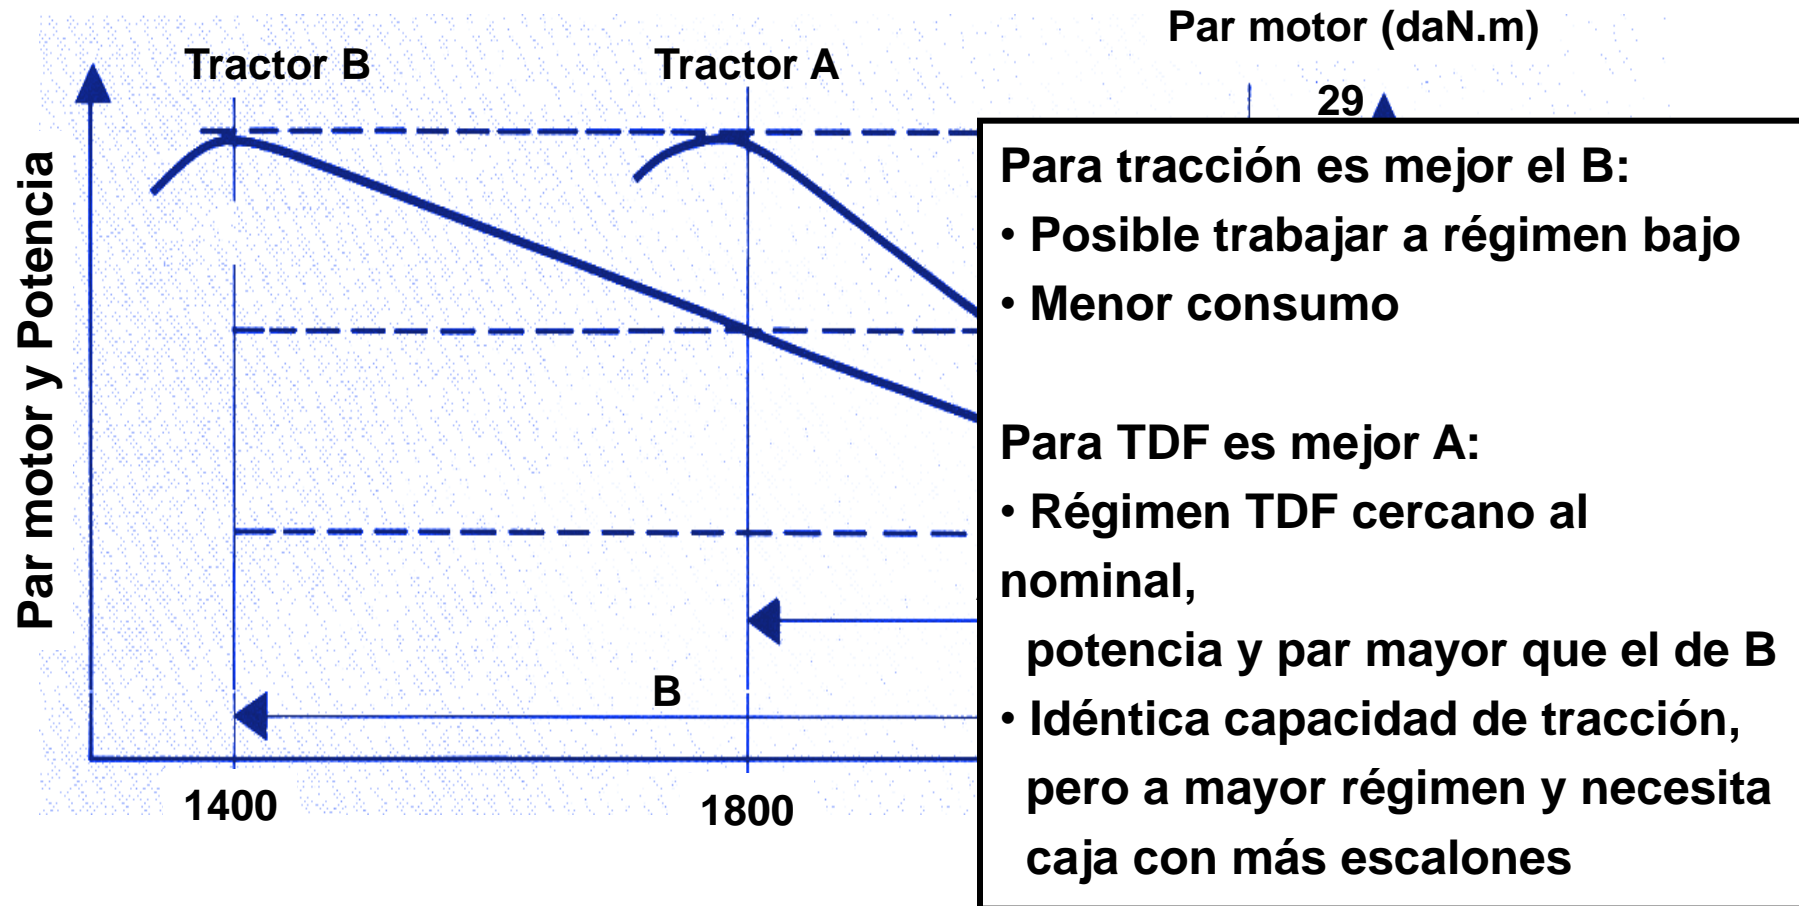 Par motor (daN.m)
Tractor B
Tractor A
29
Par motor y Potencia
Para tracción es mejor el B:
• Posible trabajar a régimen bajo
• Menor consumo
Para TDF es mejor A:
• Régimen TDF cercano al
nominal,
potencia y par mayor que el de B
• Idéntica capacidad de tracción,
pero a mayor régimen y necesita
caja con más escalones
B
1400
1800